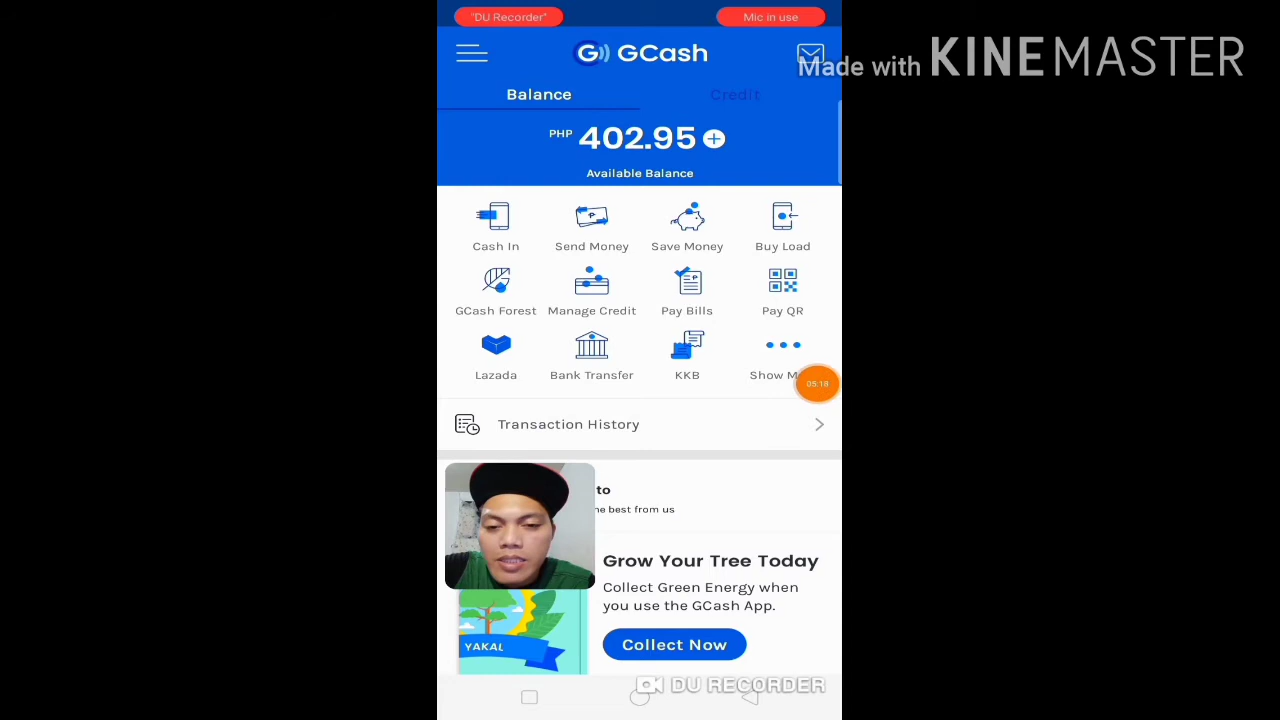 "DU Recorder"
Mic in use
GCash
Made with KINEMASTER
Balance
Credit
PHP 402.95
Available Balance
Cash In
Send Money
Save Money
Buy Load
GCash Forest
Manage Credit
Pay Bills
Pay QR
Lazada
Bank Transfer
KKB
Show M
05:18
Transaction History
to
he best from us
Grow Your Tree Today
Collect Green Energy when
you use the GCash App.
YAKAL
Collect Now
DU RECORDER